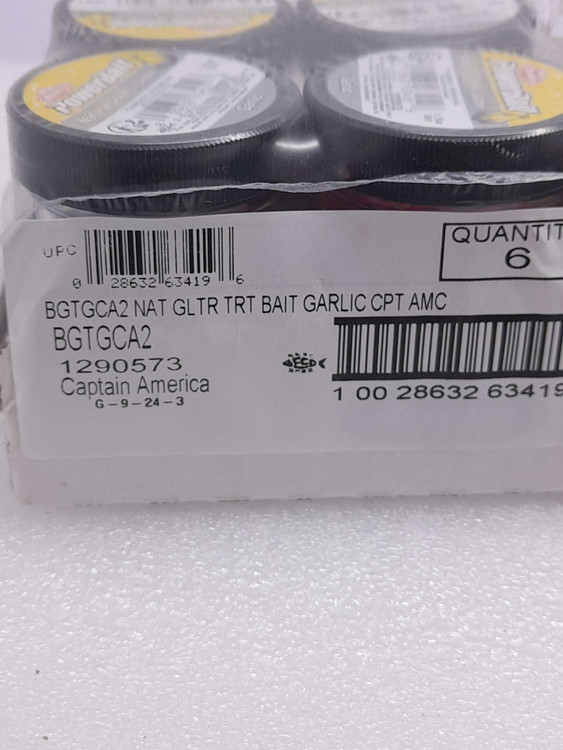 POWERBAIT
UPC
0 28632 63419 6
QUANTIT
6
BGTGCA2 NAT GLTR TRT BAIT GARLIC CPT AMC
BGTGCA2
1290573
Captain America
G-9-24-3
FGP
1 00 28632 63419